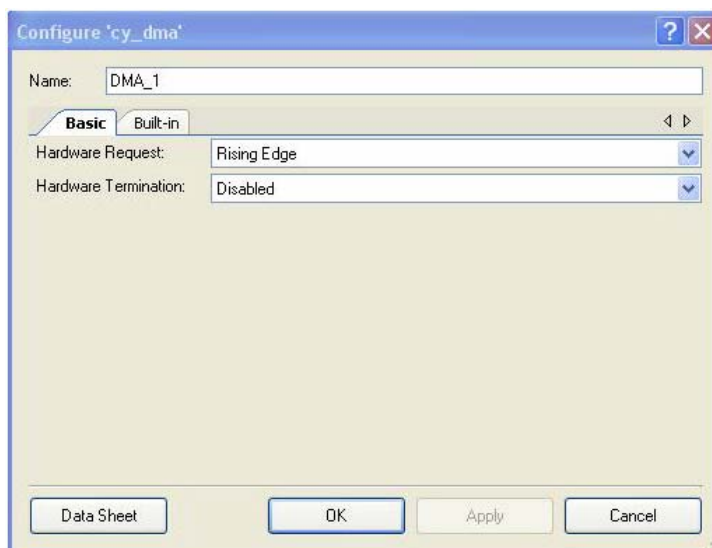 Configure 'cy_dma'
Name: DMA_1
Basic Built-in
Hardware Request: Rising Edge
Hardware Termination: Disabled
Data Sheet OK Apply Cancel